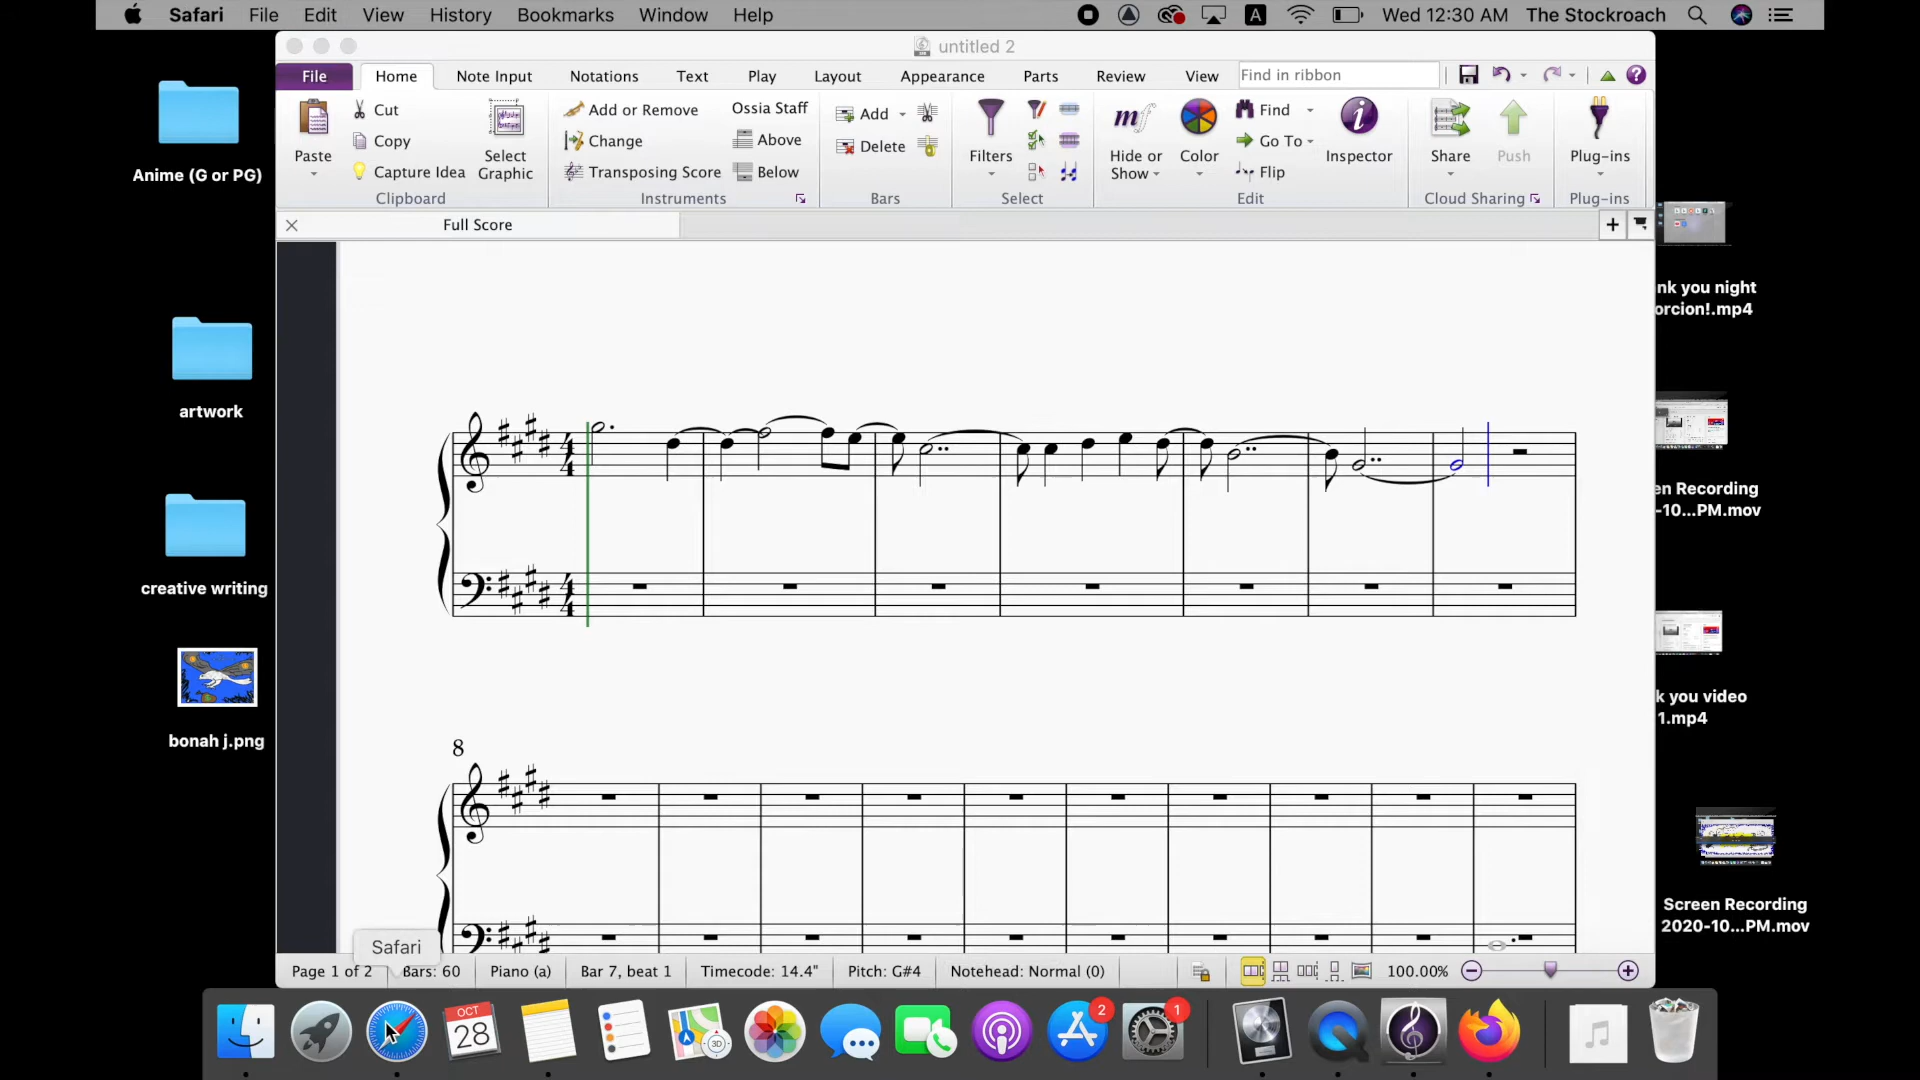 Safari File Edit View History Bookmarks Window Help A Wed 12:30 AM The Stockroach
untitled 2
File Home Note Input Notations Text Play Layout Appearance Parts Review View Find in ribbon
Paste
Cut
Copy
Capture Idea
Clipboard
Select
Graphic
Add or Remove
Change
Transposing Score
Instruments
Ossia Staff
Above
Below
Add
Delete
Bars
Filters
Select
Hide or
Show
Color
Find
Go To
Flip
Edit
Inspector
Share
Push
Cloud Sharing
Plug-ins
Plug-ins
Full Score
Anime (G or PG)
artwork
creative writing
bonah j.png
nk you night
orcion!.mp4
en Recording
-10...PM.mov
k you video
1.mp4
Screen Recording
2020-10...PM.mov
8
Safari
Page 1 of 2 Bars: 60 Piano (a) Bar 7, beat 1 Timecode: 14.4" Pitch: G#4 Notehead: Normal (0) 100.00%
OCT
28
3D
2
1